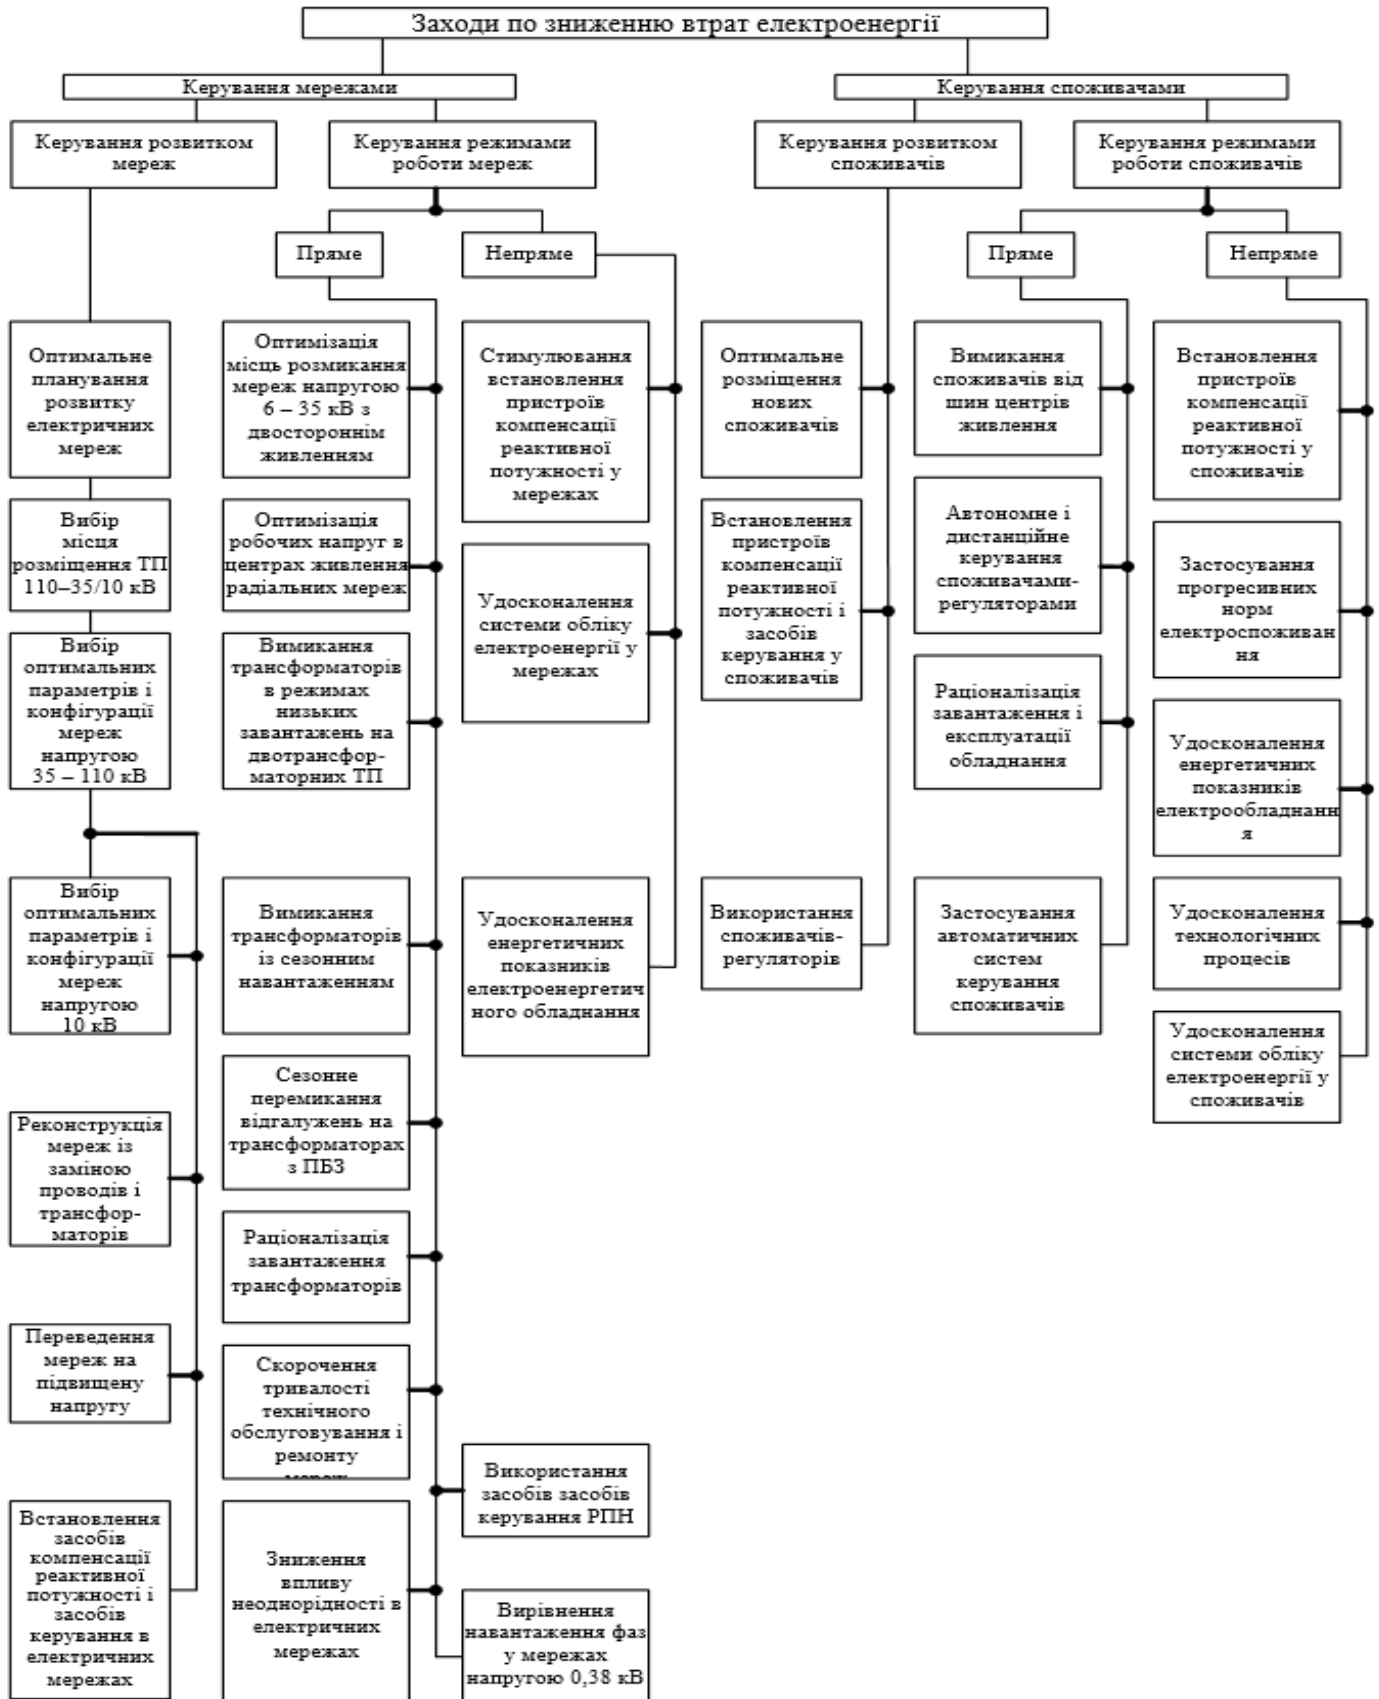 Заходи по зниженню втрат електроенергії
Керування мережами
Керування споживачами
Керування розвитком
мереж
Керування режимами
роботи мереж
Керування розвитком
споживачів
Керування режимами
роботи споживачів
Пряме
Непряме
Пряме
Непряме
Оптимальне
планування
розвитку
електричних
мереж
Вибір
місця
розміщення ТП
110–35/10 кВ
Вибір
оптимальних
параметрів і
конфігурації
мереж
напругою
35 – 110 кВ
Вибір
оптимальних
параметрів і
конфігурації
мереж
напругою
10 кВ
Реконструкція
мереж із
заміною
проводів і
трансфор-
маторів
Переведення
мереж на
підвищену
напругу
Встановлення
засобів
компенсації
реактивної
потужності і
засобів
керування в
електричних
мережах
Оптимізація
місць розмикання
мереж напругою
6 – 35 кВ з
двостороннім
живленням
Оптимізація
робочих напруг в
центрах живлення
радіальних мереж
Вимикання
трансформаторів
в режимах
низьких
завантажень на
двотрансфор-
маторних ТП
Вимикання
трансформаторів
із сезонним
навантаженням
Сезонне
перемикання
відгалужень на
трансформаторах
з ПБЗ
Раціоналізація
завантаження
трансформаторів
Скорочення
тривалості
технічного
обслуговування і
ремонту
мереж
Зниження
впливу
неоднорідності в
електричних
мережах
Стимулювання
встановлення
пристроїв
компенсації
реактивної
потужності у
мережах
Удосконалення
системи обліку
електроенергії у
мережах
Удосконалення
енергетичних
показників
електроенергетич
ного обладнання
Використання
засобів засобів
керування РПН
Вирівнення
навантаження фаз
у мережах
напругою 0,38 кВ
Оптимальне
розміщення
нових
споживачів
Встановлення
пристроїв
компенсації
реактивної
потужності і
засобів
керування у
споживачів
Використання
споживачів-
регуляторів
Вимикання
споживачів від
шин центрів
живлення
Автономне і
дистанційне
керування
споживачами-
регуляторами
Раціоналізація
завантаження і
експлуатації
обладнання
Застосування
автоматичних
систем
керування
споживачів
Встановлення
пристроїв
компенсації
реактивної
потужності у
споживачів
Застосування
прогресивних
норм
електроспоживан
ня
Удосконалення
енергетичних
показників
електрообладнанн
я
Удосконалення
технологічних
процесів
Удосконалення
системи обліку
електроенергії у
споживачів